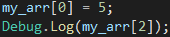 my_arr[0] = 5;
Debug.Log(my_arr[2]);